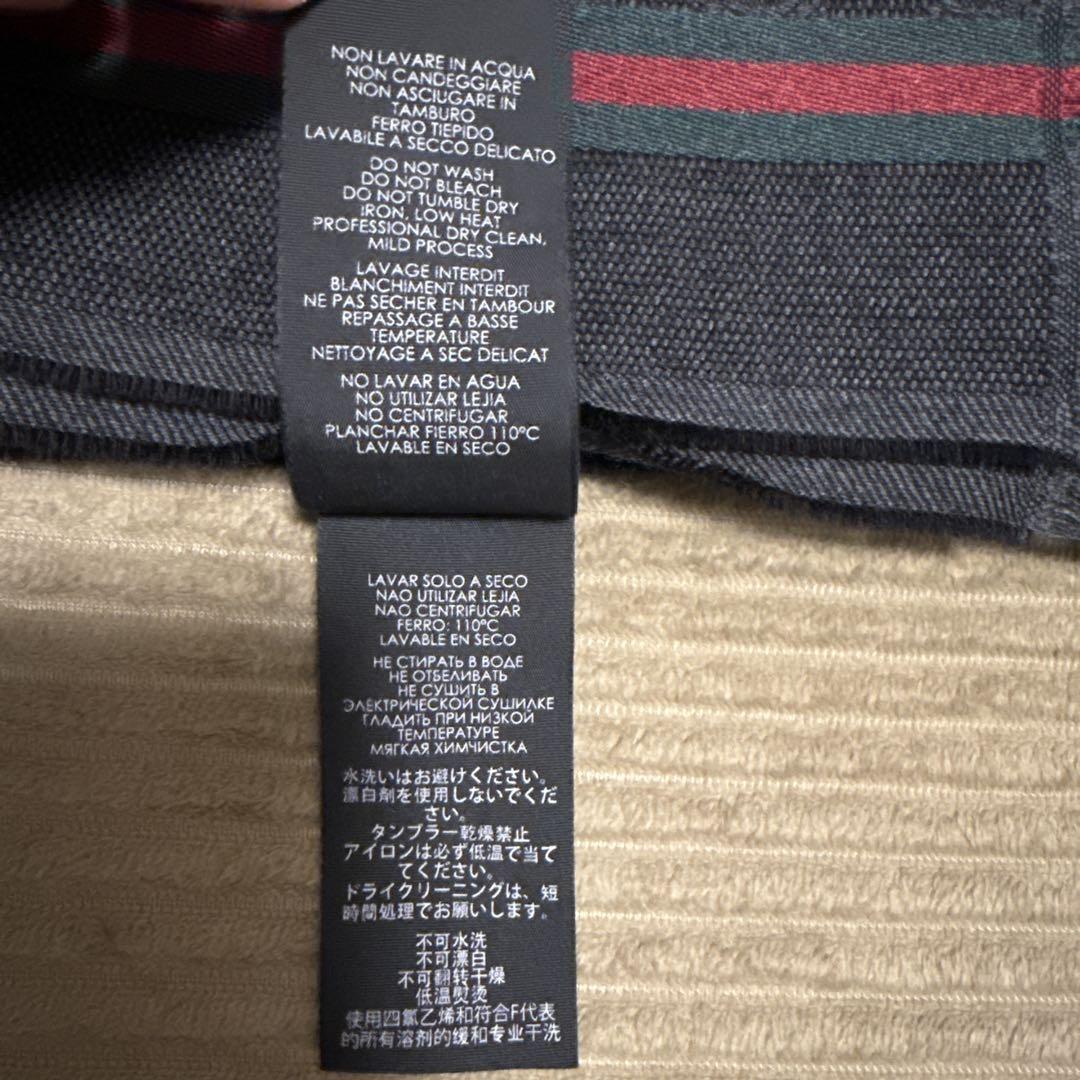 NON LAVARE IN ACQUA
NON CANDEGGIARE
NON ASCIUGARE IN
TAMBURO
FERRO TIEPIDO
LAVABILE A SECCO DELICATO
DO NOT WASH
DO NOT BLEACH
DO NOT TUMBLE DRY
IRON, LOW HEAT
PROFESSIONAL DRY CLEAN,
MILD PROCESS
LAVAGE INTERDIT
BLANCHIMENT INTERDIT
NE PAS SECHER EN TAMBOUR
REPASSAGE A BASSE
TEMPERATURE
NETTOYAGE A SEC DELICAT
NO LAVAR EN AGUA
NO UTILIZAR LEJIA
NO CENTRIFUGAR
PLANCHAR FIERRO 110ºC
LAVABLE EN SECO
LAVAR SOLO A SECO
NAO UTILIZAR LEJIA
NAO CENTRIFUGAR
FERRO: 110ºC
LAVABLE EN SECO
НЕ СТИРАТЬ В ВОДЕ
НЕ ОТБЕЛИВАТЬ
НЕ СУШИТЬ В
ЭЛЕКТРИЧЕСКОЙ СУШИЛКЕ
ГЛАДИТЬ ПРИ НИЗКОЙ
ТЕМПЕРАТУРЕ
МЯГКАЯ ХИМЧИСТКА
水洗いはお避けください。
漂白剤を使用しないでくだ
さい。
タンブラー乾燥禁止
アイロンは必ず低温で当て
てください。
ドライクリーニングは、短
時間処理でお願いします。
不可水洗
不可漂白
不可翻转干燥
低温熨烫
使用四氯乙烯和符合F代表
的所有溶剂的缓和专业干洗